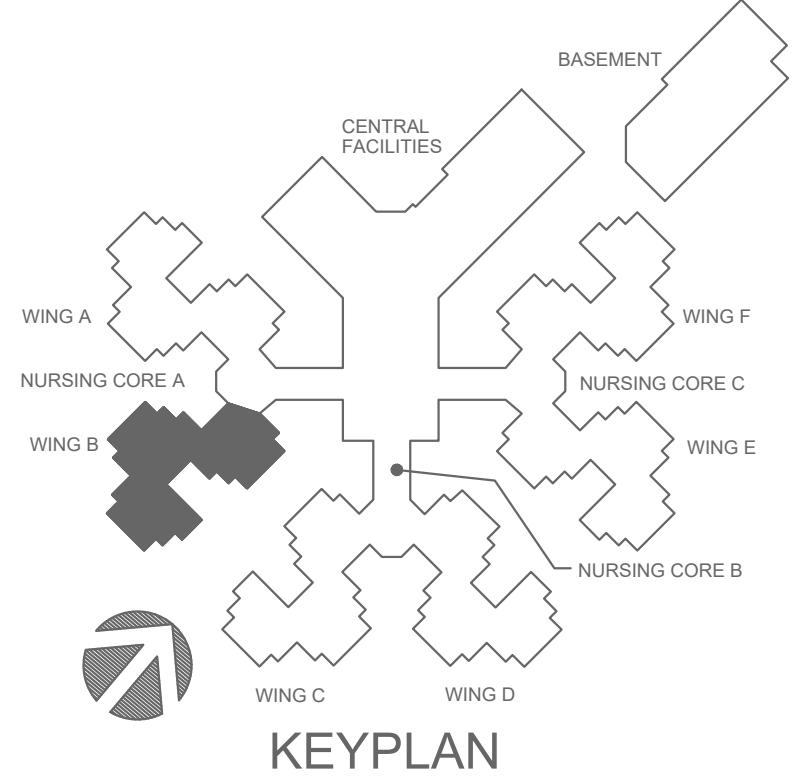 BASEMENT
CENTRAL
FACILITIES
WING A
WING F
NURSING CORE A
NURSING CORE C
WING B
WING E
NURSING CORE B
WING C
WING D
KEYPLAN